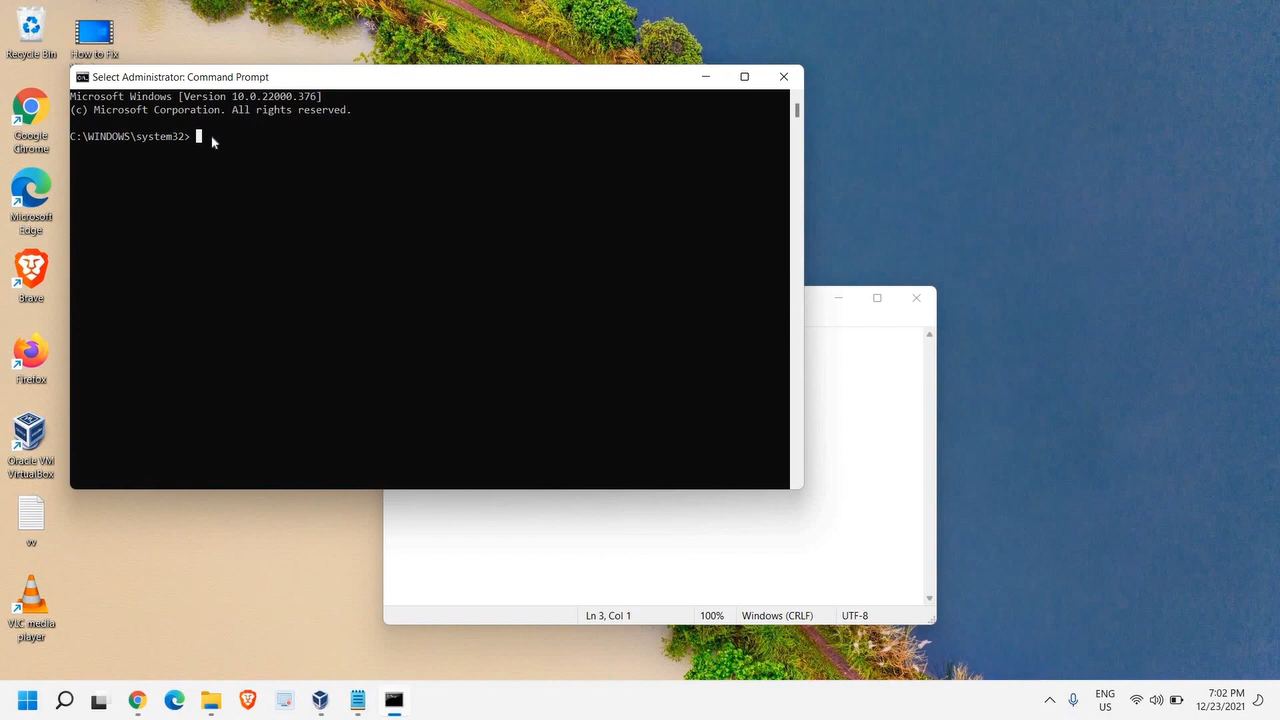 Recycle Bin
How to Fix
Google
Chrome
Microsoft
Edge
Brave
Firefox
Oracle VM
VirtualBox
vv
VLC media
player
Select Administrator: Command Prompt
Microsoft Windows [Version 10.0.22000.376]
(c) Microsoft Corporation. All rights reserved.
C:\WINDOWS\system32>
Ln 3, Col 1
100%
Windows (CRLF)
UTF-8
ENG
US
7:02 PM
12/23/2021